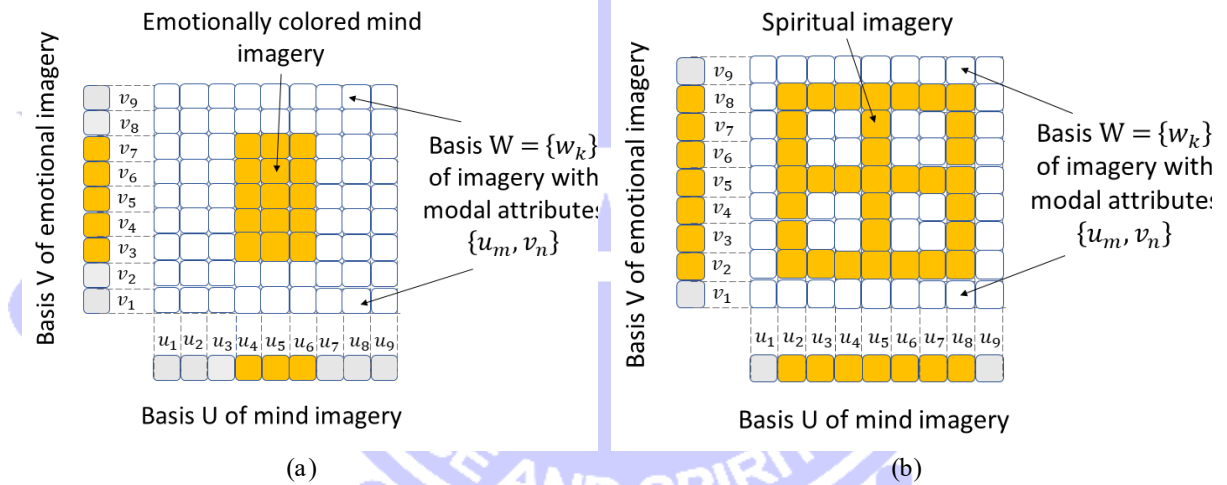 Emotionally colored mind
imagery
Basis V of emotional imagery
v₉
v₈
v₇
v₆
v₅
v₄
v₃
v₂
v₁
Basis W = {wₖ}
of imagery with
modal attributes
{uₘ, vₙ}
u₁ u₂ u₃ u₄ u₅ u₆ u₇ u₈ u₉
Basis U of mind imagery
(a)
Spiritual imagery
Basis V of emotional imagery
v₉
v₈
v₇
v₆
v₅
v₄
v₃
v₂
v₁
Basis W = {wₖ}
of imagery with
modal attributes
{uₘ, vₙ}
u₁ u₂ u₃ u₄ u₅ u₆ u₇ u₈ u₉
Basis U of mind imagery
(b)
E AND SPIRIT